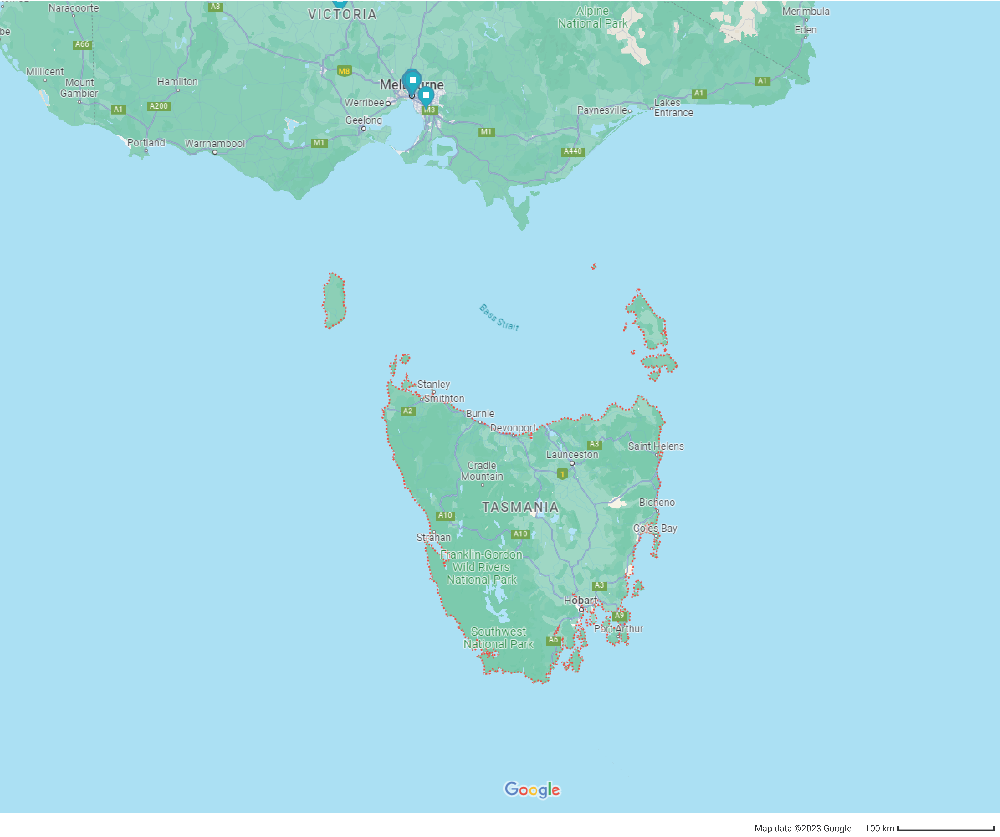 Naracoorte
A8
VICTORIA
Alpine
National Park
Merimbula
Eden
be
A66
Millicent
Mount
Gambier
Hamilton
M8
Melbourne
Werribee
A1
A200
M3
Geelong
Paynesville
Lakes
Entrance
A1
A1
Portland
Warrnambool
M1
M1
A440
Bass Strait
Stanley
Smithton
A2
Burnie
Devonport
A3
Saint Helens
Launceston
Cradle
Mountain
1
TASMANIA
Bicheno
A10
A10
Coles Bay
Strahan
Franklin-Gordon
Wild Rivers
National Park
A3
Hobart
A9
Port Arthur
Southwest
National Park
A6
Google
Map data ©2023 Google 100 km